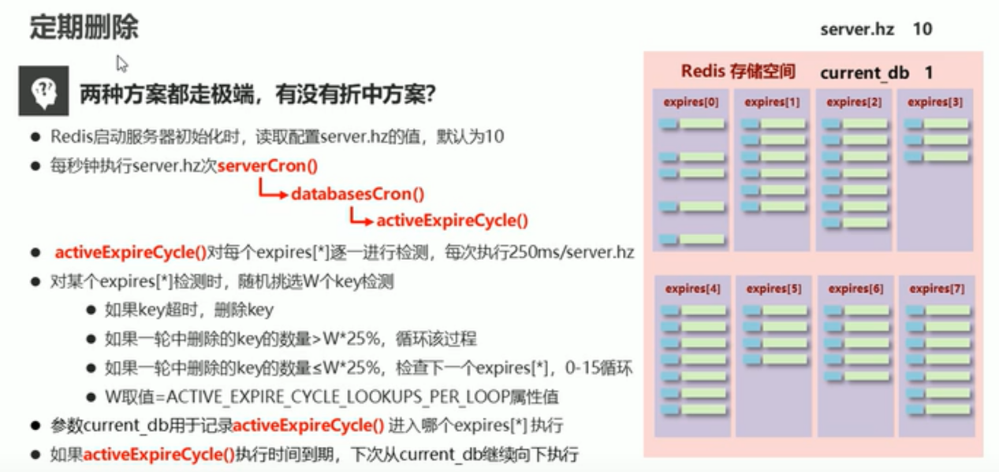 定期删除
server.hz 10
两种方案都走极端，有没有折中方案？
Redis启动服务器初始化时，读取配置server.hz的值，默认为10
每秒钟执行server.hz次serverCron()
databasesCron()
activeExpireCycle()
activeExpireCycle()对每个expires[*]逐一进行检测，每次执行250ms/server.hz
对某个expires[*]检测时，随机挑选W个key检测
如果key超时，删除key
如果一轮中删除的key的数量>W*25%，循环该过程
如果一轮中删除的key的数量≤W*25%，检查下一个expires[*]，0-15循环
W取值=ACTIVE_EXPIRE_CYCLE_LOOKUPS_PER_LOOP属性值
参数current_db用于记录activeExpireCycle() 进入哪个expires[*] 执行
如果activeExpireCycle()执行时间到期，下次从current_db继续向下执行
Redis 存储空间 current_db 1
expires[0] expires[1] expires[2] expires[3]
expires[4] expires[5] expires[6] expires[7]